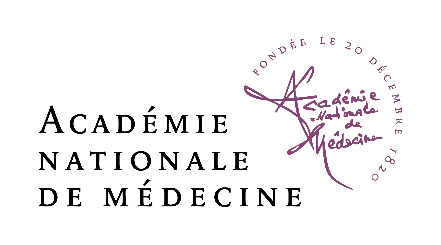 ACADÉMIE
NATIONALE
DE MÉDECINE
FONDÉE LE 20 DÉCEMBRE 1820
Académie
Nationale
de
Médecine